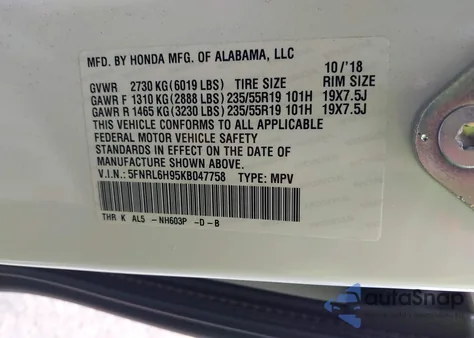 MFD. BY HONDA MFG. OF ALABAMA, LLC
10/'18
GVWR 2730 KG(6019 LBS) TIRE SIZE RIM SIZE
GAWR F 1310 KG(2888 LBS) 235/55R19 101H 19X7.5J
GAWR R 1465 KG(3230 LBS) 235/55R19 101H 19X7.5J
THIS VEHICLE CONFORMS TO ALL APPLICABLE
FEDERAL MOTOR VEHICLE SAFETY
STANDARDS IN EFFECT ON THE DATE OF
MANUFACTURE SHOWN ABOVE.
V.I.N.: 5FNRL6H95KB047758 TYPE: MPV
THR K AL5 -NH603P -D-B
autoSnap